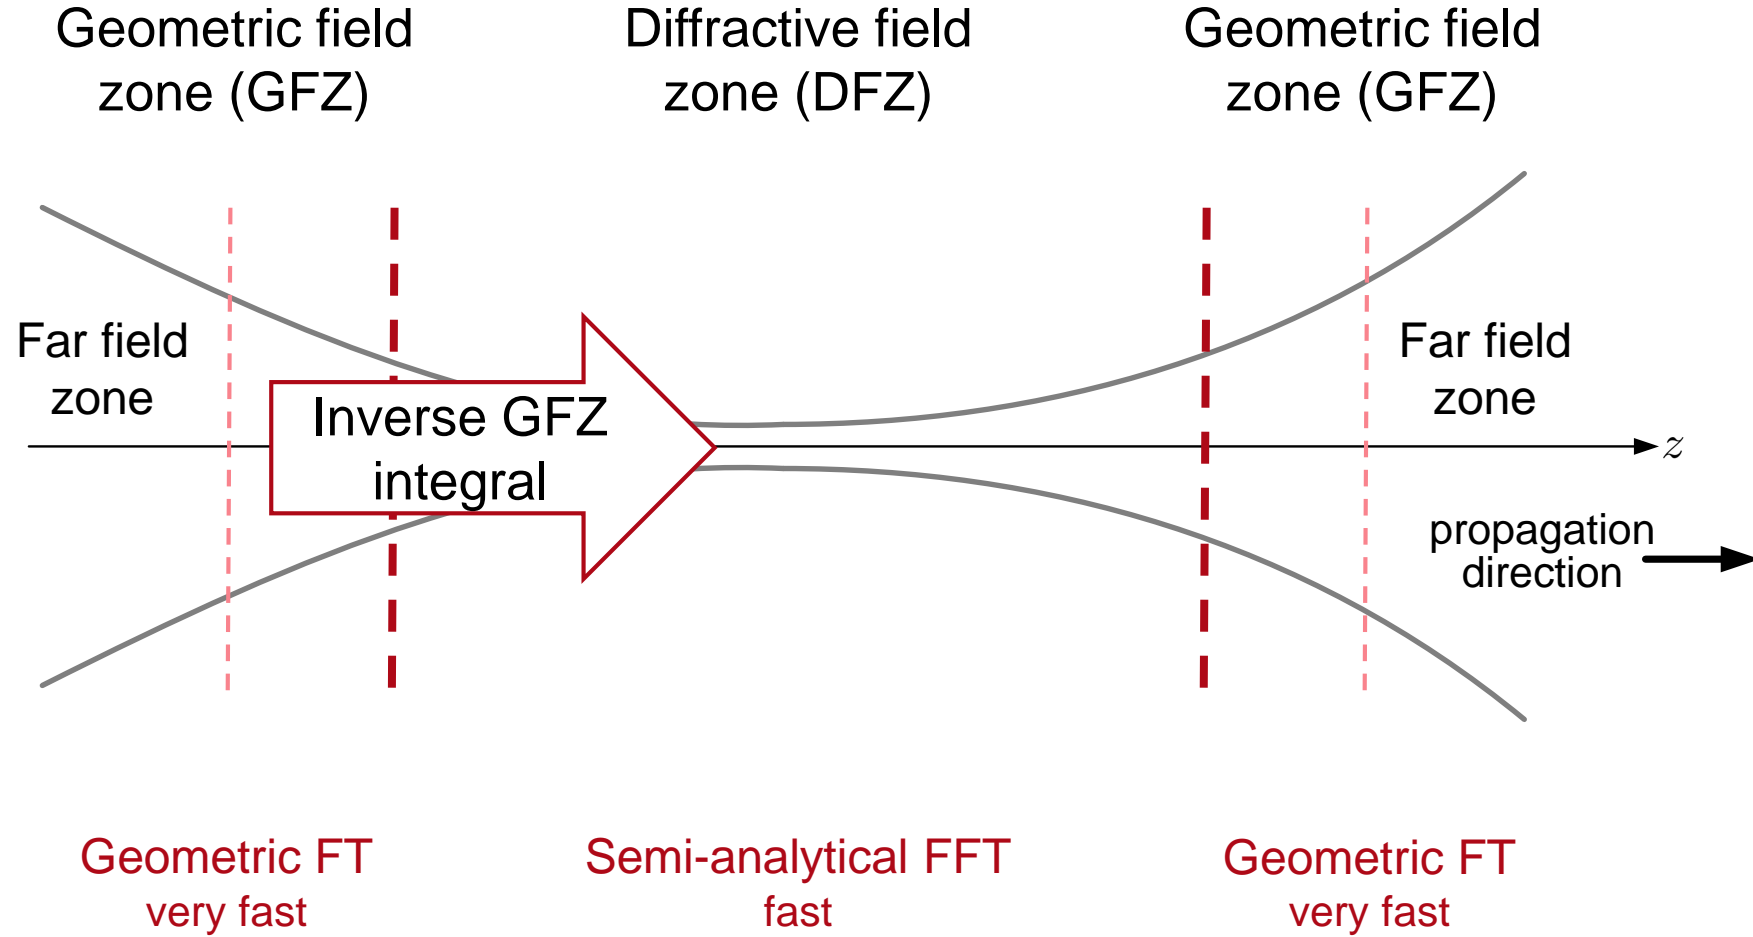 Geometric field
zone (GFZ)
Diffractive field
zone (DFZ)
Geometric field
zone (GFZ)
Far field
zone
Inverse GFZ
integral
Far field
zone
z
propagation
direction
Geometric FT
very fast
Semi-analytical FFT
fast
Geometric FT
very fast